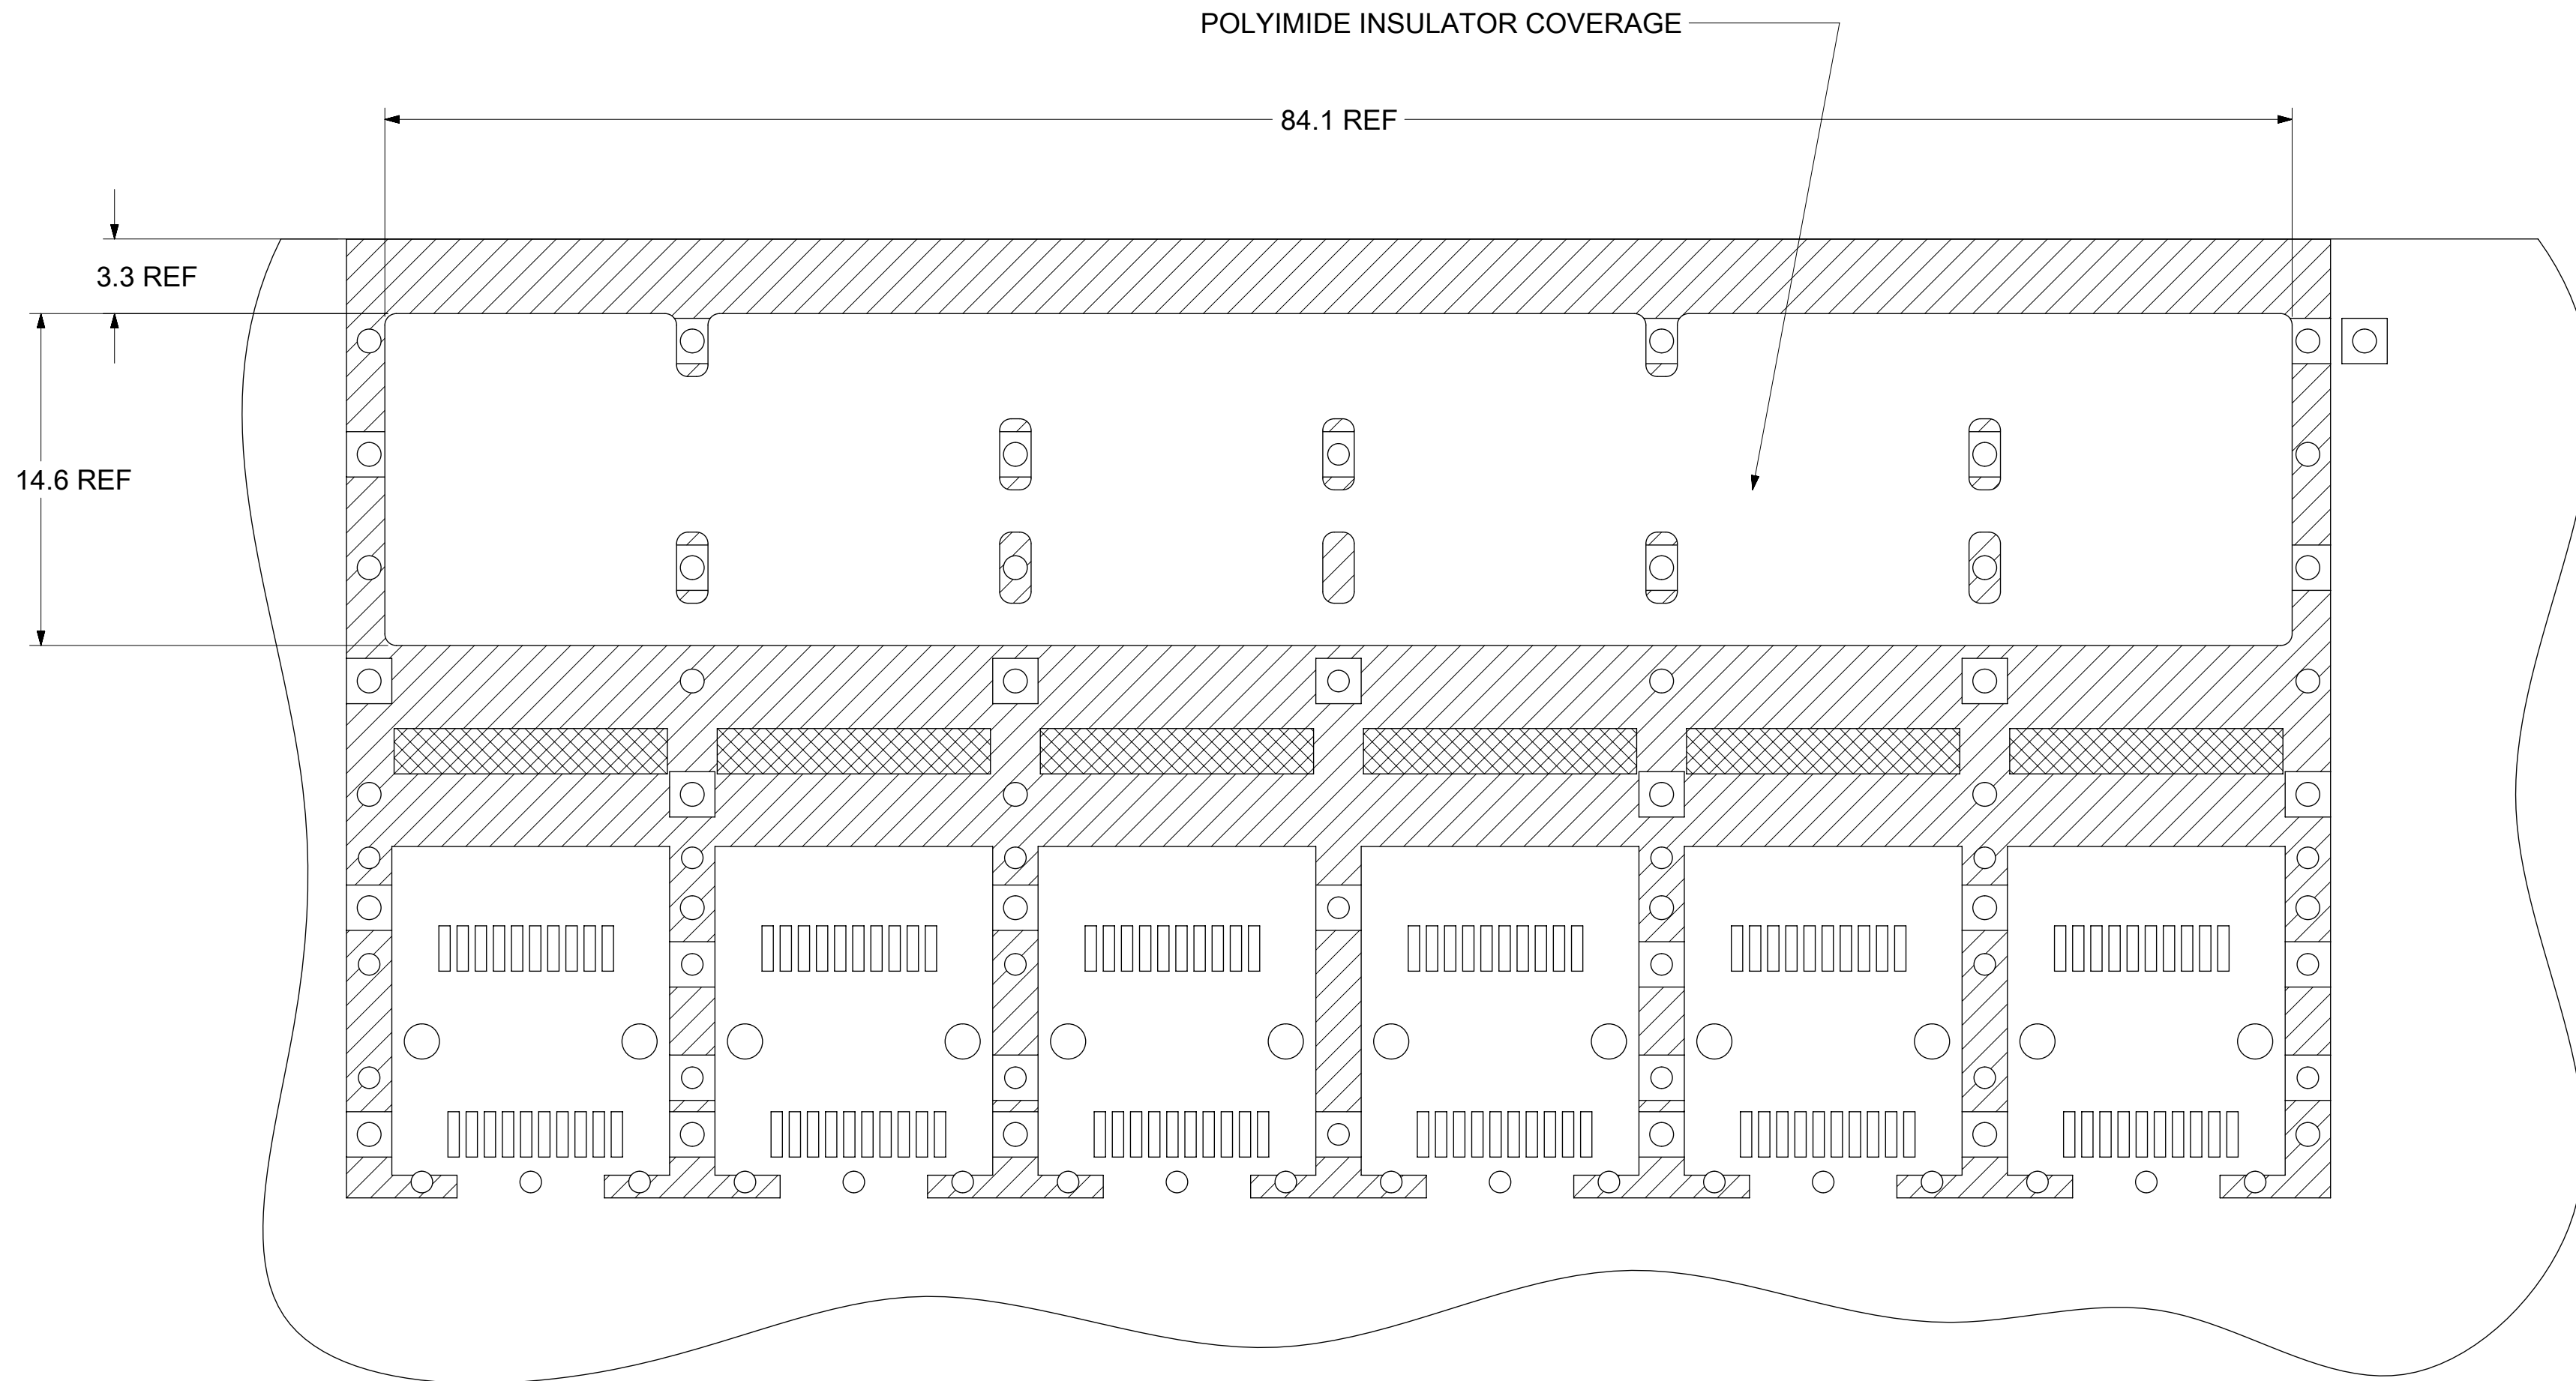 POLYIMIDE INSULATOR COVERAGE
84.1 REF
3.3 REF
14.6 REF